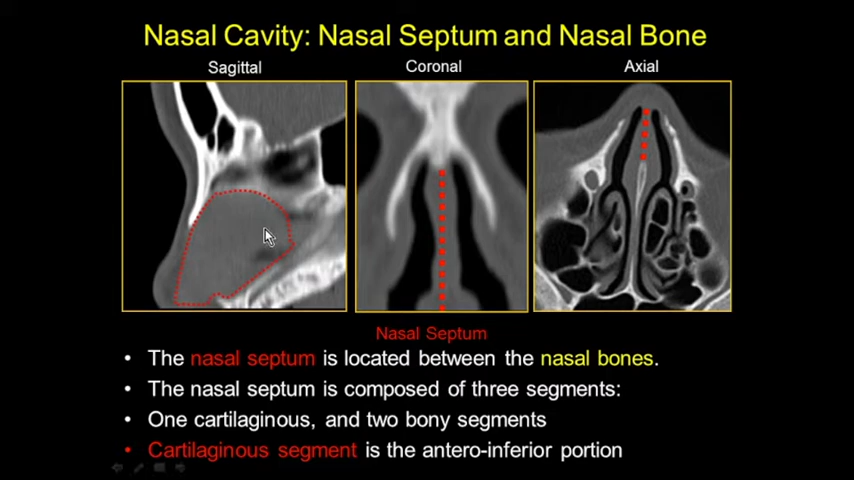 Nasal Cavity: Nasal Septum and Nasal Bone
Sagittal
Coronal
Axial
Nasal Septum
• The nasal septum is located between the nasal bones.
• The nasal septum is composed of three segments:
• One cartilaginous, and two bony segments
• Cartilaginous segment is the antero-inferior portion